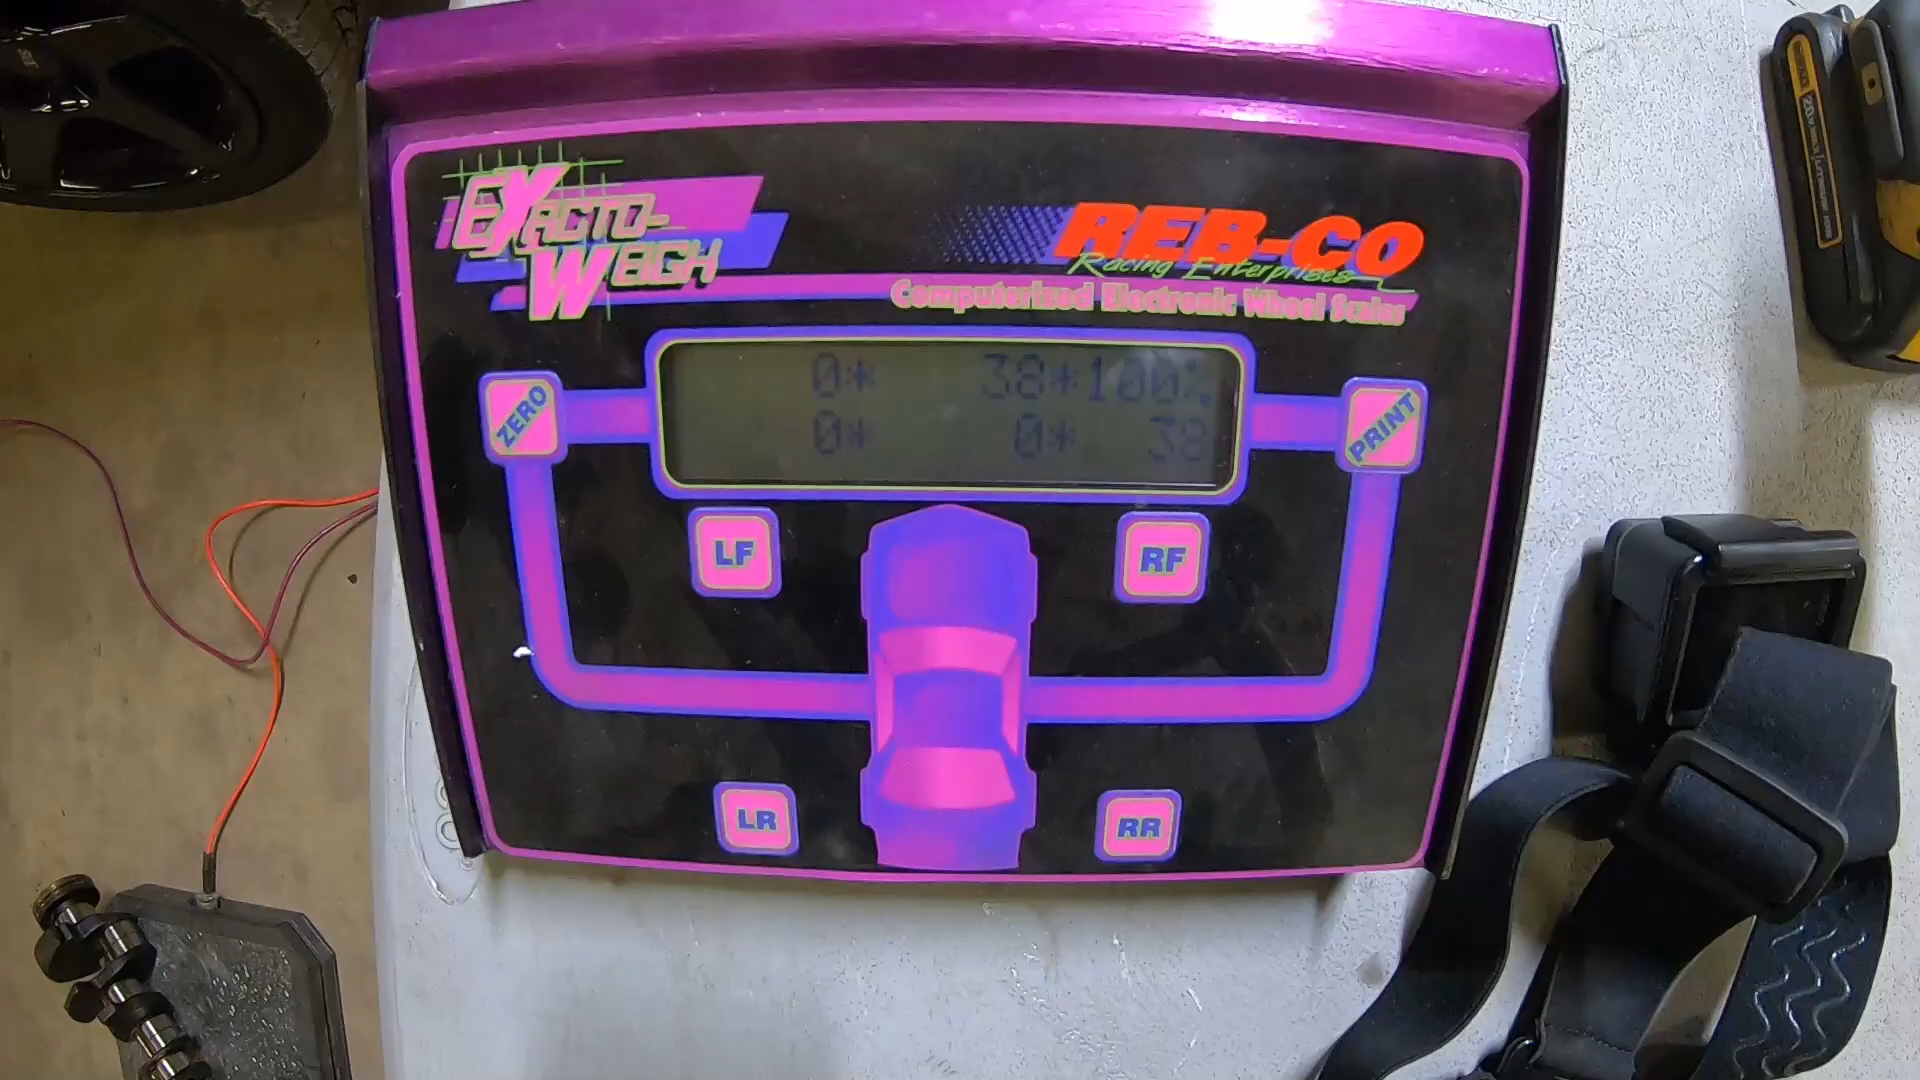 EXACTO-
WEIGH
REB-CO
Racing Enterprises
Computerized Electronic Wheel Scales
0* 38*100%
0* 0* 38
ZERO
PRINT
LF
RF
LR
RR